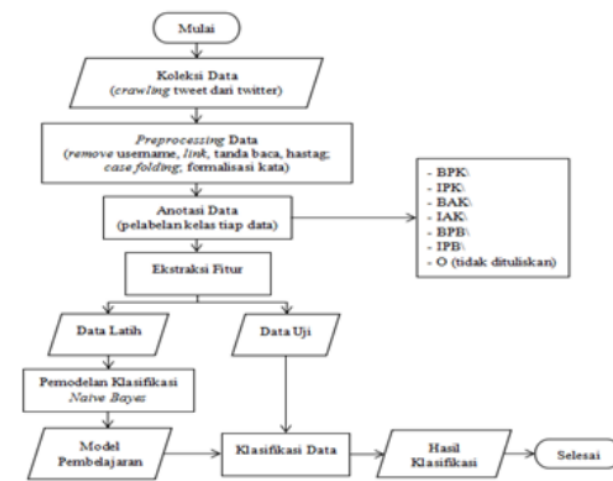 Mulai
Koleksi Data
(crawling tweet dari twitter)
Preprocessing Data
(remove username, link, tanda baca, hastag;
case folding; formalisasi kata)
Anotasi Data
(pelabelan kelas tiap data)
- BPK\
- IPK\
- BAK\
- IAK\
- BPB\
- IPB\
- O (tidak dituliskan)
Ekstraksi Fitur
Data Latih
Data Uji
Pemodelan Klasifikasi
Naive Bayes
Model
Pembelajaran
Klasifikasi Data
Hasil
Klasifikasi
Selesai